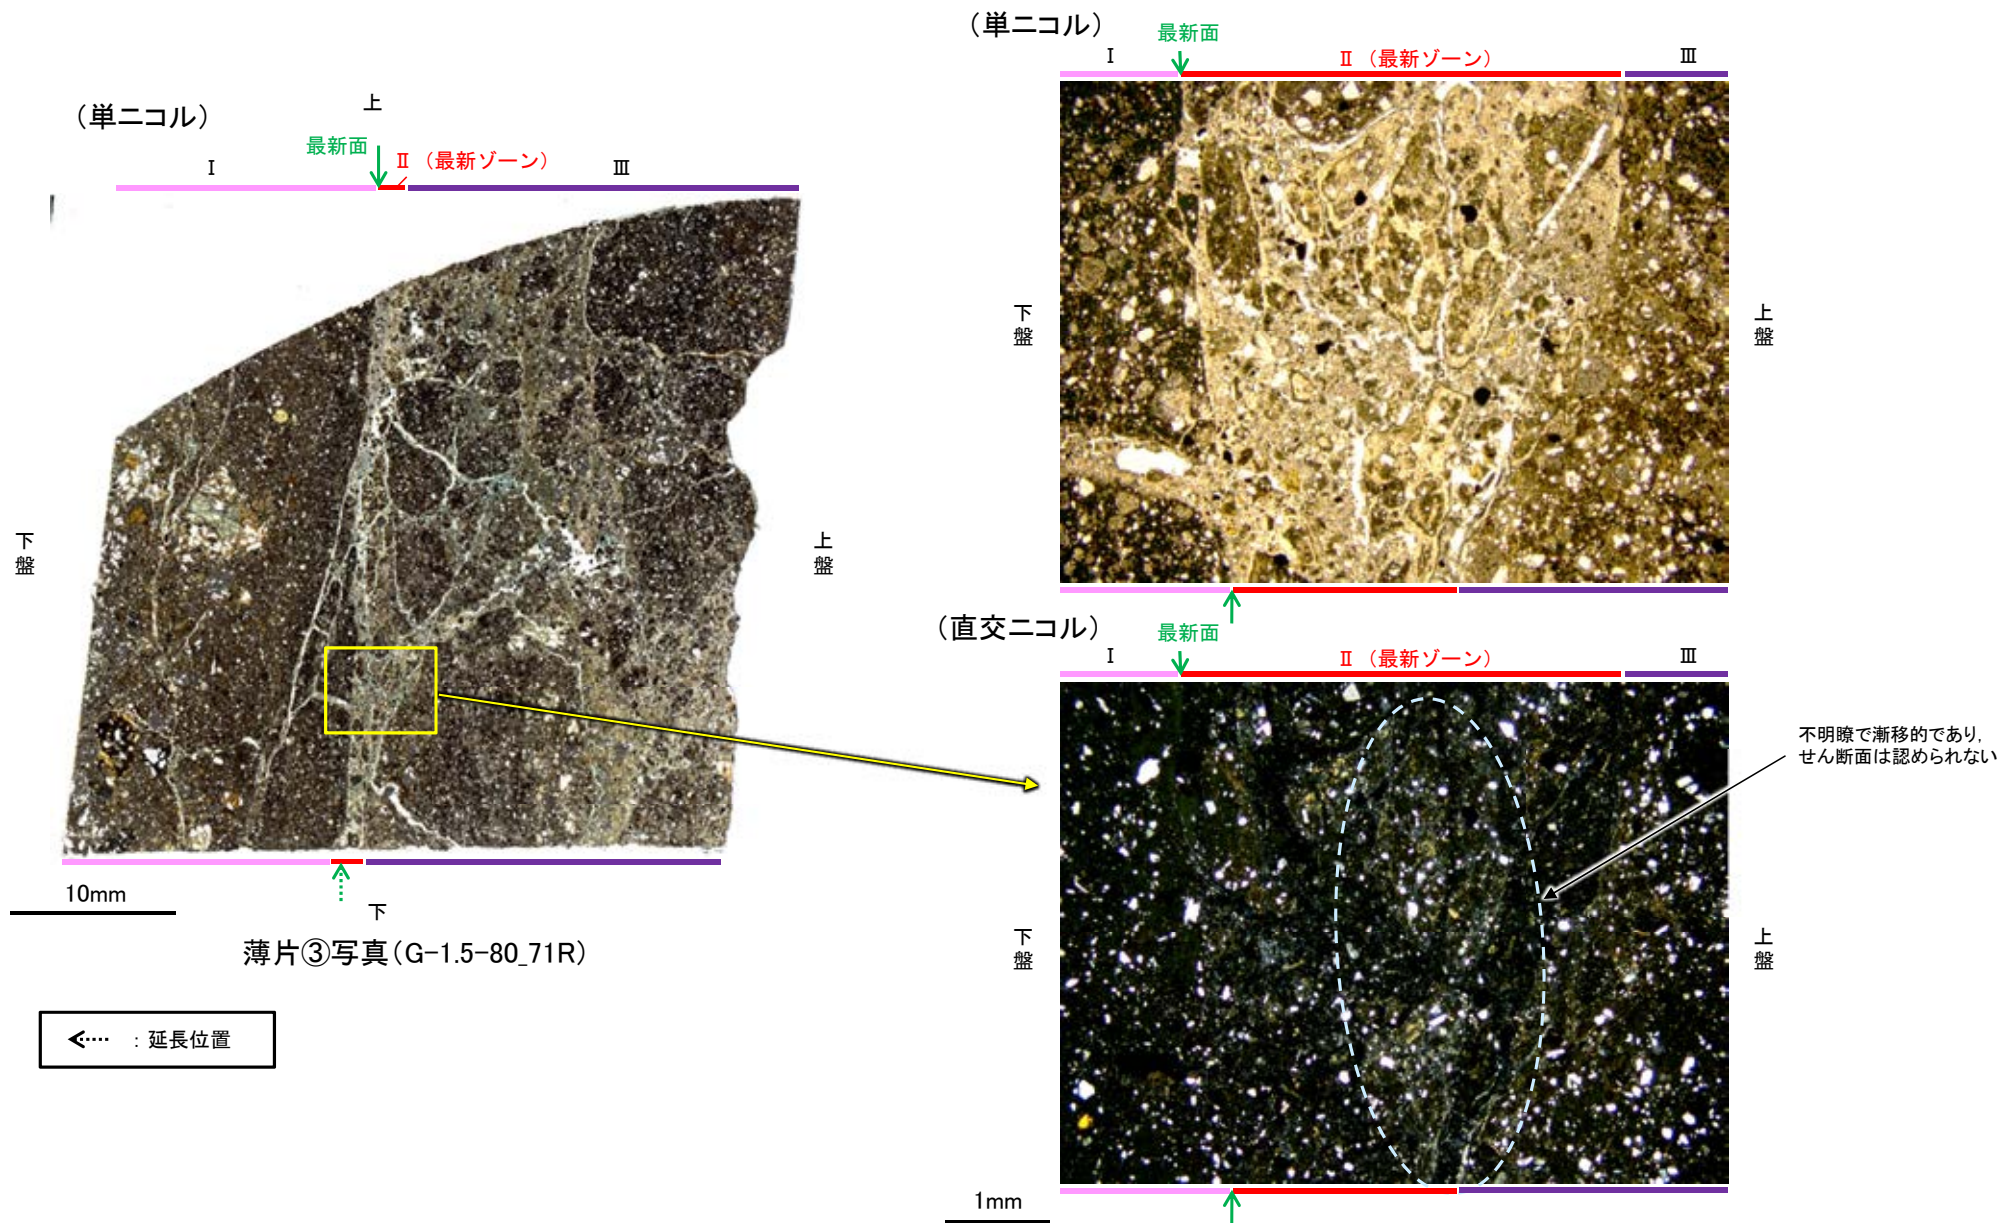 (単ニコル)
上
最新面
Ⅰ
Ⅱ (最新ゾーン)
Ⅲ
下盤
上盤
10mm
下
薄片③写真(G-1.5-80_71R)
:延長位置
(単ニコル)
最新面
Ⅰ
Ⅱ (最新ゾーン)
Ⅲ
下盤
上盤
(直交ニコル)
最新面
Ⅰ
Ⅱ (最新ゾーン)
Ⅲ
下盤
上盤
不明瞭で漸移的であり,
せん断面は認められない
1mm